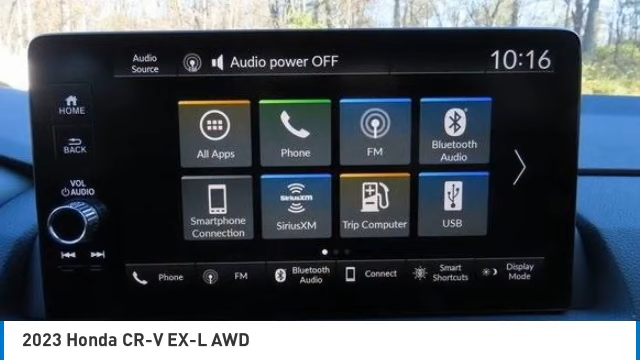 Audio
Source
Audio power OFF
10:16
HOME
BACK
VOL
AUDIO
All Apps
Phone
FM
Bluetooth
Audio
Smartphone
Connection
SiriusXM
SiriusXM
Trip Computer
USB
Phone
FM
Bluetooth
Audio
Connect
Smart
Shortcuts
Display
Mode
2023 Honda CR-V EX-L AWD